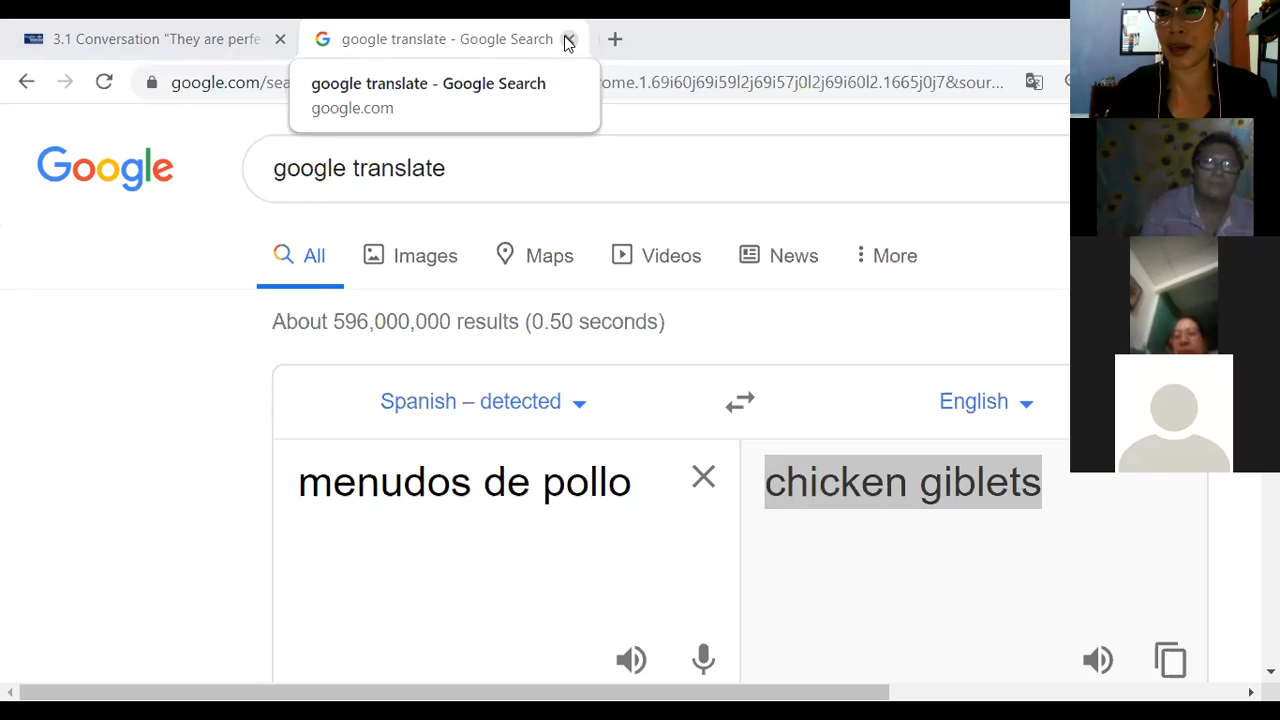 3.1 Conversation "They are perfe
google translate - Google Search
google.com/sea
ome.1.69i60j69i59l2j69i57j0l2j69i60l2.1665j0j7&sour...
google translate - Google Search
google.com
Google
google translate
All
Images
Maps
Videos
News
More
About 596,000,000 results (0.50 seconds)
Spanish – detected
English
menudos de pollo
chicken giblets